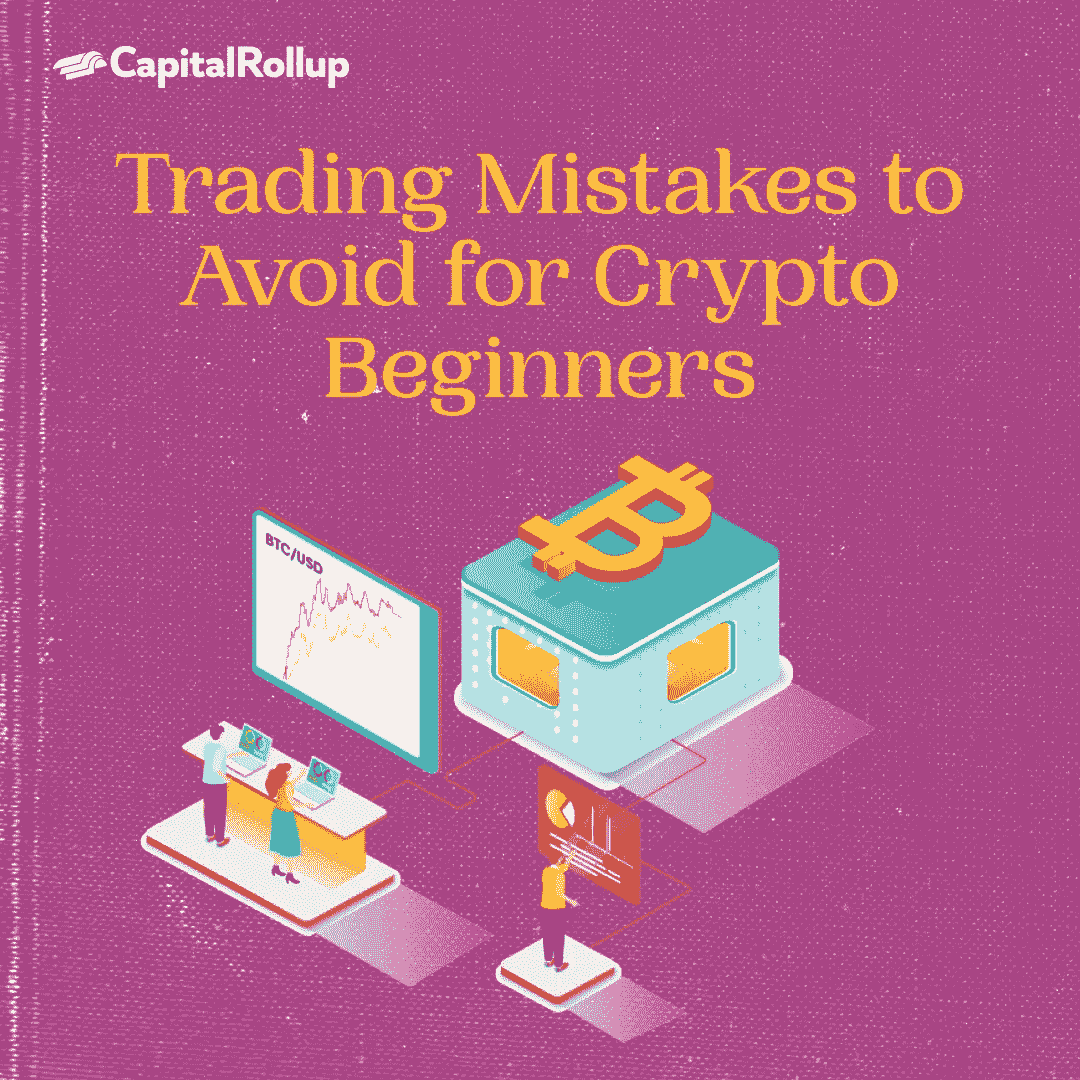 CapitalRollup
Trading Mistakes to
Avoid for Crypto
Beginners
BTC/USD